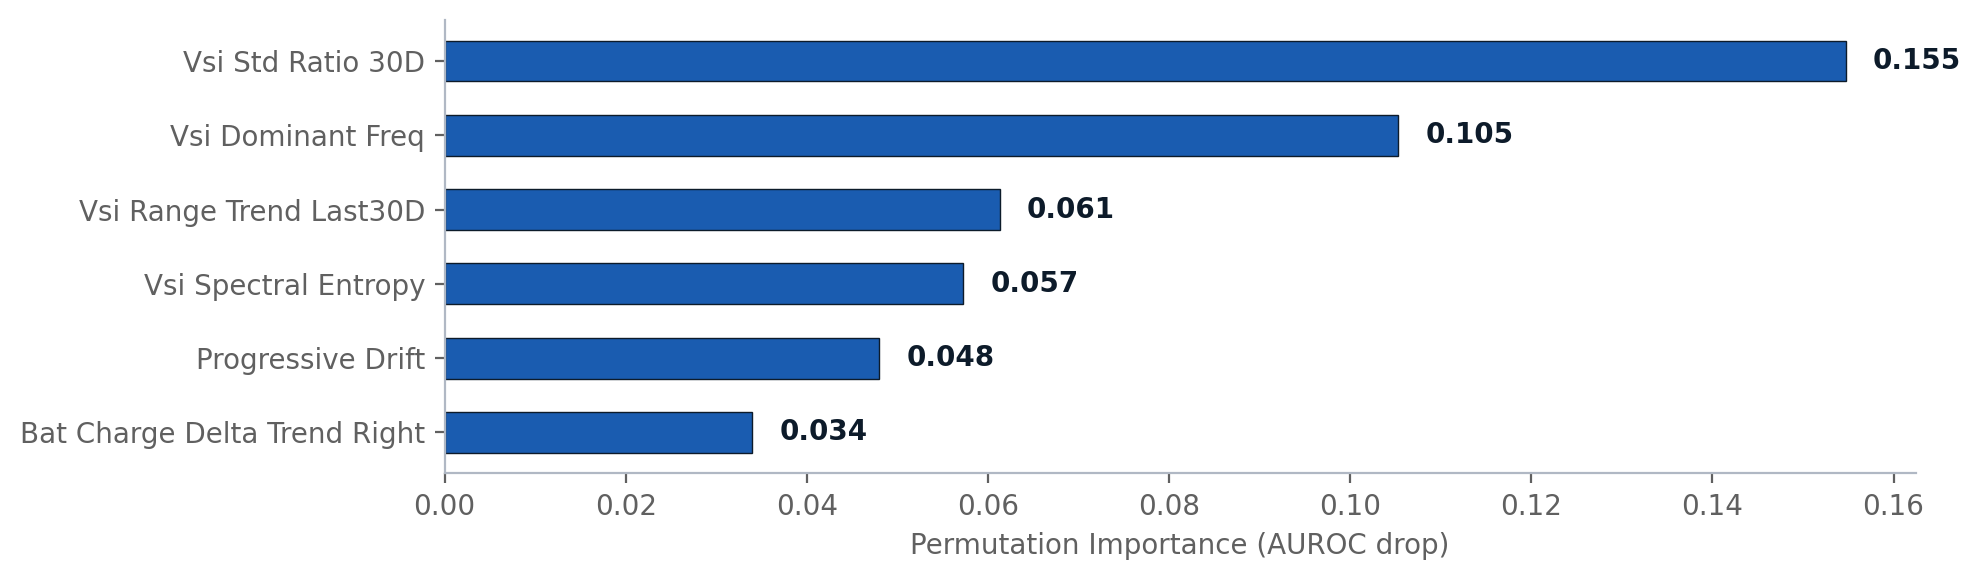 Vsi Std Ratio 30D 0.155
Vsi Dominant Freq 0.105
Vsi Range Trend Last30D 0.061
Vsi Spectral Entropy 0.057
Progressive Drift 0.048
Bat Charge Delta Trend Right 0.034
0.00 0.02 0.04 0.06 0.08 0.10 0.12 0.14 0.16
Permutation Importance (AUROC drop)